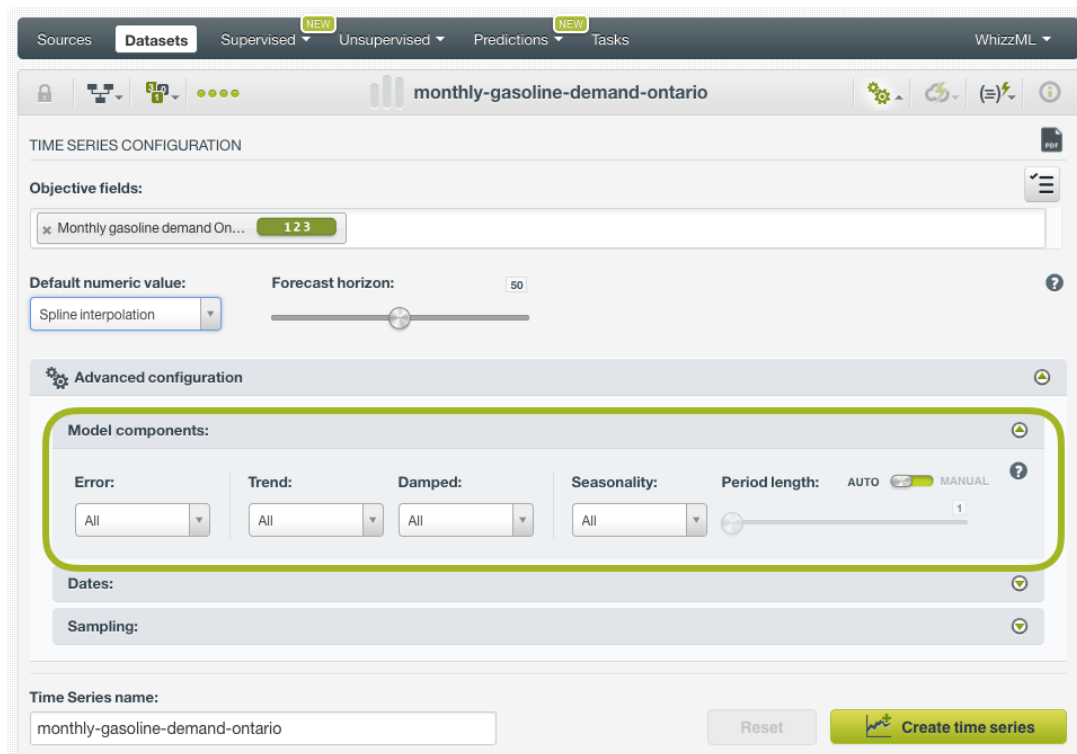 NEW NEW
Sources Datasets Supervised Unsupervised Predictions Tasks WhizzML
monthly-gasoline-demand-ontario
TIME SERIES CONFIGURATION
PDF
Objective fields:
× Monthly gasoline demand On... 123
Default numeric value: Forecast horizon: 50
Spline interpolation
Advanced configuration
Model components:
Error: Trend: Damped: Seasonality: Period length: AUTO MANUAL
All All All All 1
Dates:
Sampling:
Time Series name:
monthly-gasoline-demand-ontario Reset Create time series